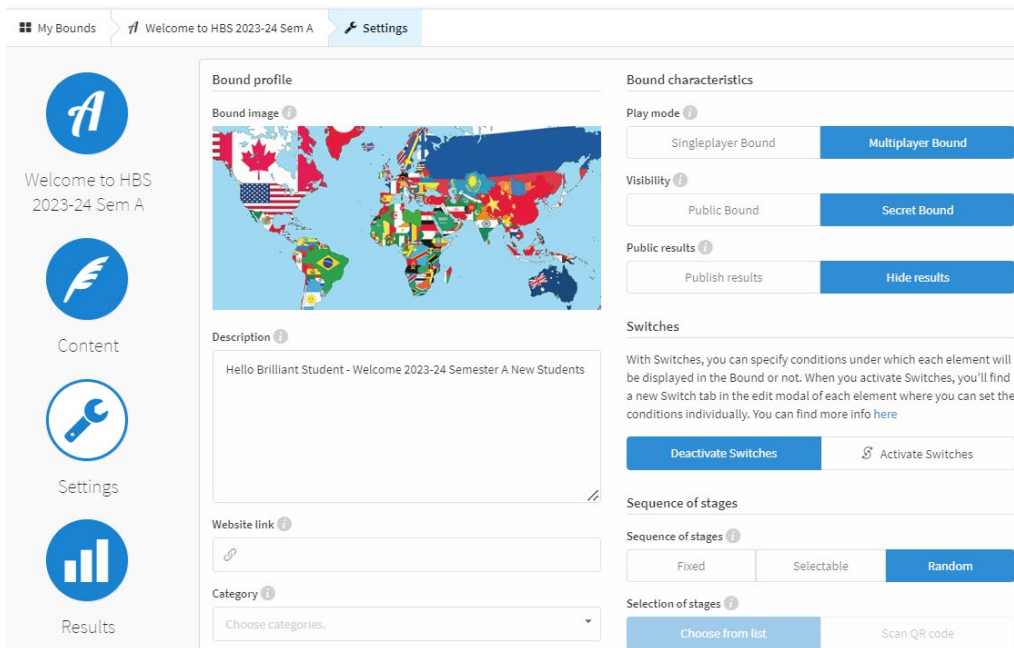 My Bounds
Welcome to HBS 2023-24 Sem A
Settings
Welcome to HBS
2023-24 Sem A
Content
Settings
Results
Bound profile
Bound image
Description
Hello Brilliant Student - Welcome 2023-24 Semester A New Students
Website link
Category
Choose categories.
Bound characteristics
Play mode
Singleplayer Bound
Multiplayer Bound
Visibility
Public Bound
Secret Bound
Public results
Publish results
Hide results
Switches
With Switches, you can specify conditions under which each element will
be displayed in the Bound or not. When you activate Switches, you'll find
a new Switch tab in the edit modal of each element where you can set the
conditions individually. You can find more info here
Deactivate Switches
Activate Switches
Sequence of stages
Sequence of stages
Fixed
Selectable
Random
Selection of stages
Choose from list
Scan QR code